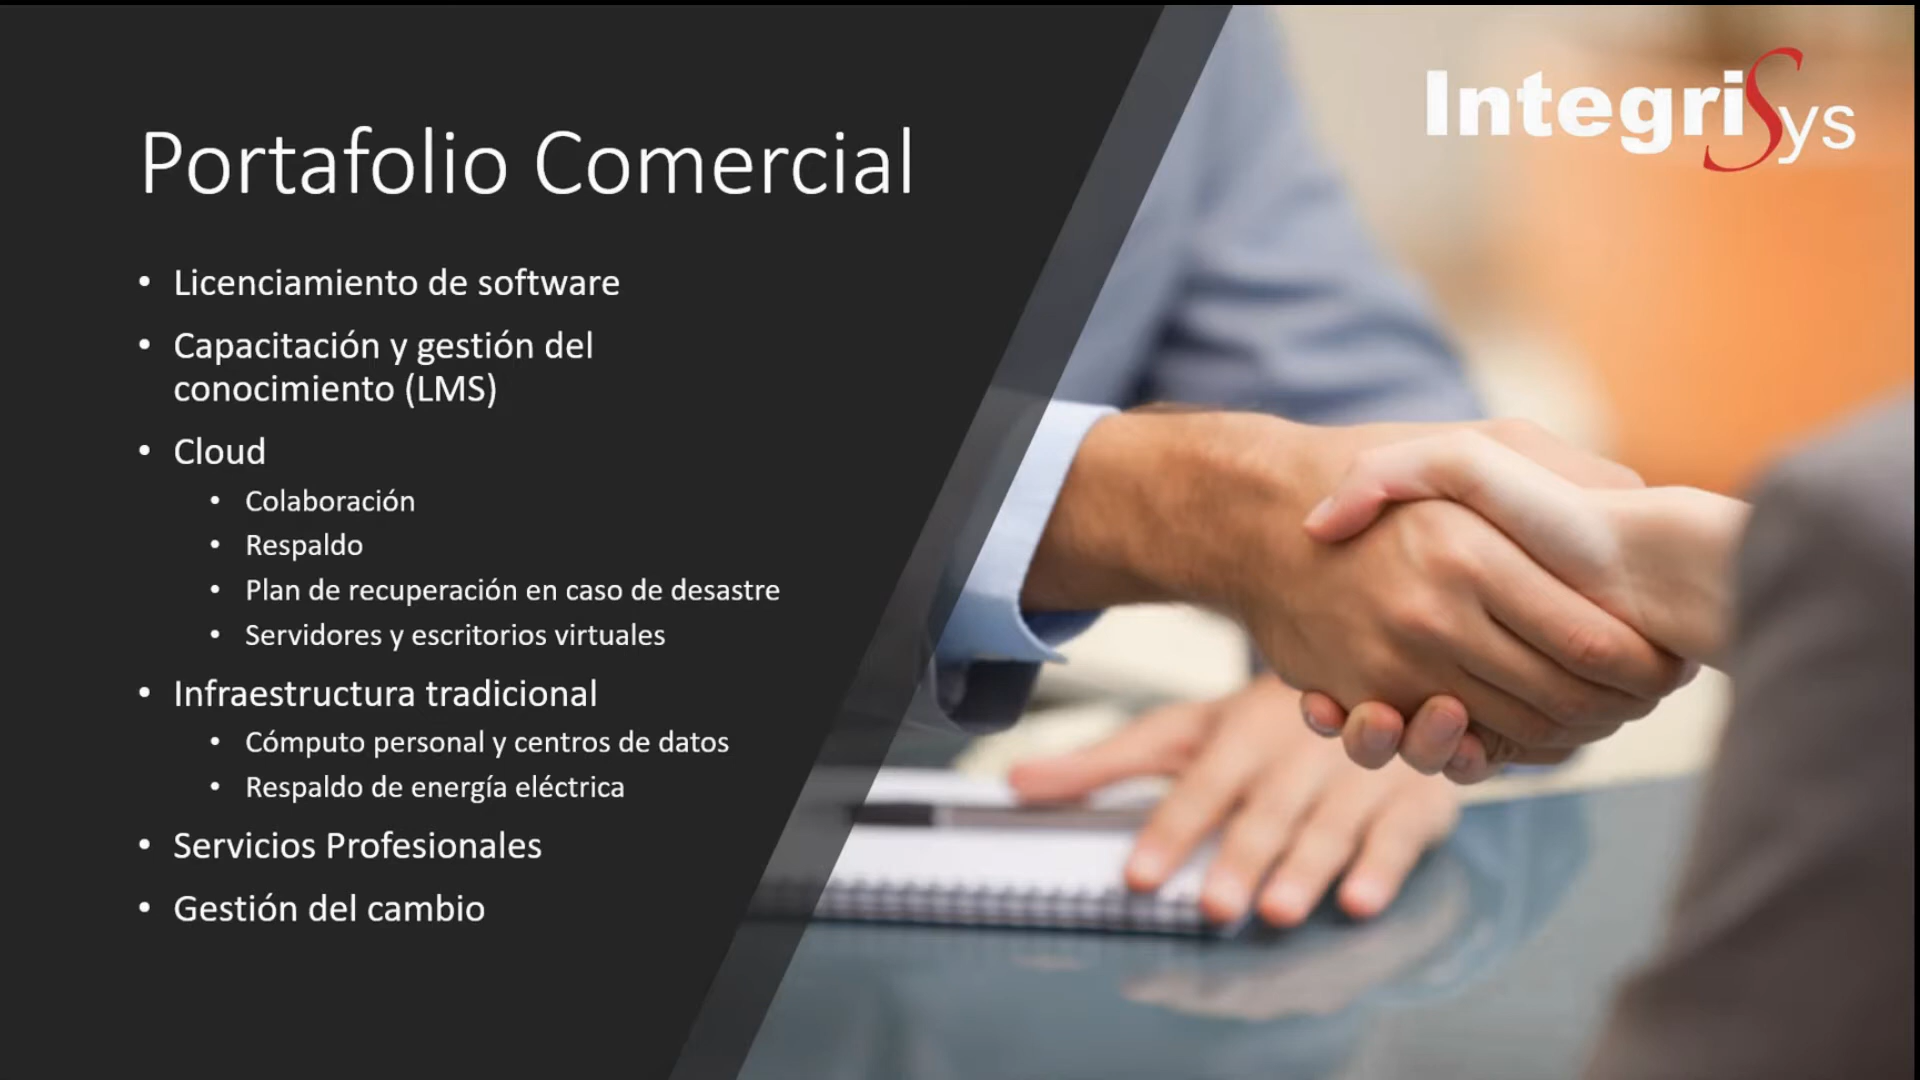 IntegriSys
Portafolio Comercial
• Licenciamiento de software
• Capacitación y gestión del
conocimiento (LMS)
• Cloud
• Colaboración
• Respaldo
• Plan de recuperación en caso de desastre
• Servidores y escritorios virtuales
• Infraestructura tradicional
• Cómputo personal y centros de datos
• Respaldo de energía eléctrica
• Servicios Profesionales
• Gestión del cambio